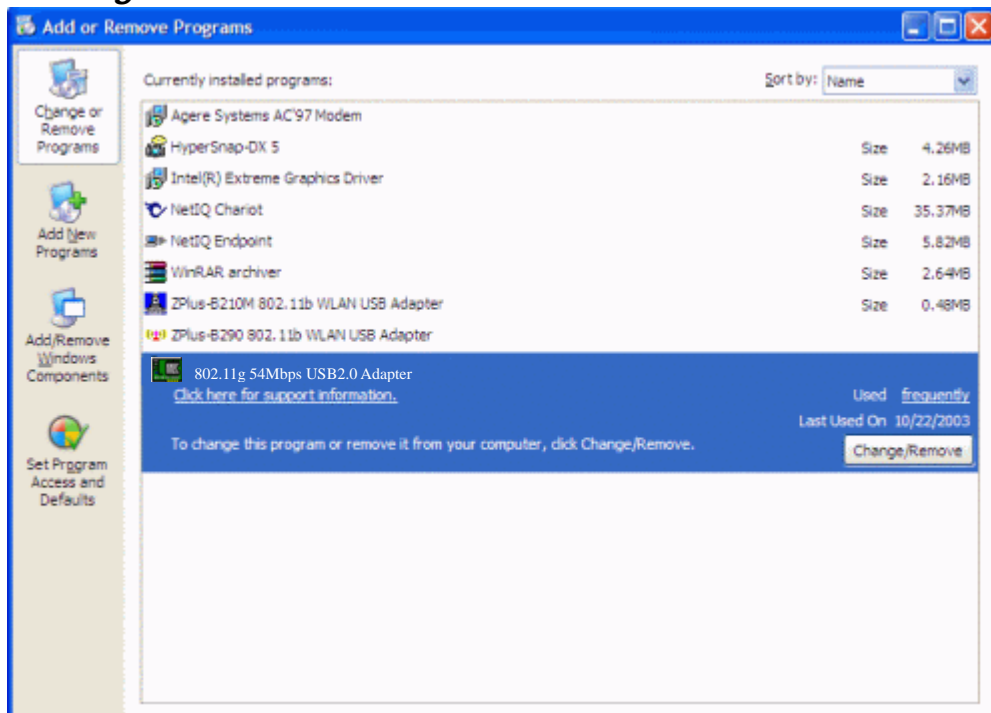 Add or Remove Programs
Change or
Remove
Programs
Add New
Programs
Add/Remove
Windows
Components
Set Program
Access and
Defaults
Currently installed programs:
Sort by: Name
Agere Systems AC'97 Modem
HyperSnap-DX 5 Size 4.26MB
Intel(R) Extreme Graphics Driver Size 2.16MB
NetIQ Chariot Size 35.37MB
NetIQ Endpoint Size 5.82MB
WinRAR archiver Size 2.64MB
ZPlus-B210M 802.11b WLAN USB Adapter Size 0.48MB
ZPlus-B290 802.11b WLAN USB Adapter
802.11g 54Mbps USB2.0 Adapter
Click here for support information. Used frequently
Last Used On 10/22/2003
To change this program or remove it from your computer, click Change/Remove. Change/Remove